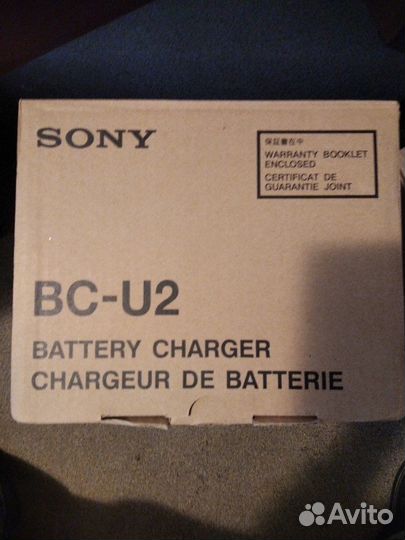 SONY
保証書在中
WARRANTY BOOKLET
ENCLOSED
CERTIFICAT DE
GUARANTIE JOINT
BC-U2
BATTERY CHARGER
CHARGEUR DE BATTERIE
Avito